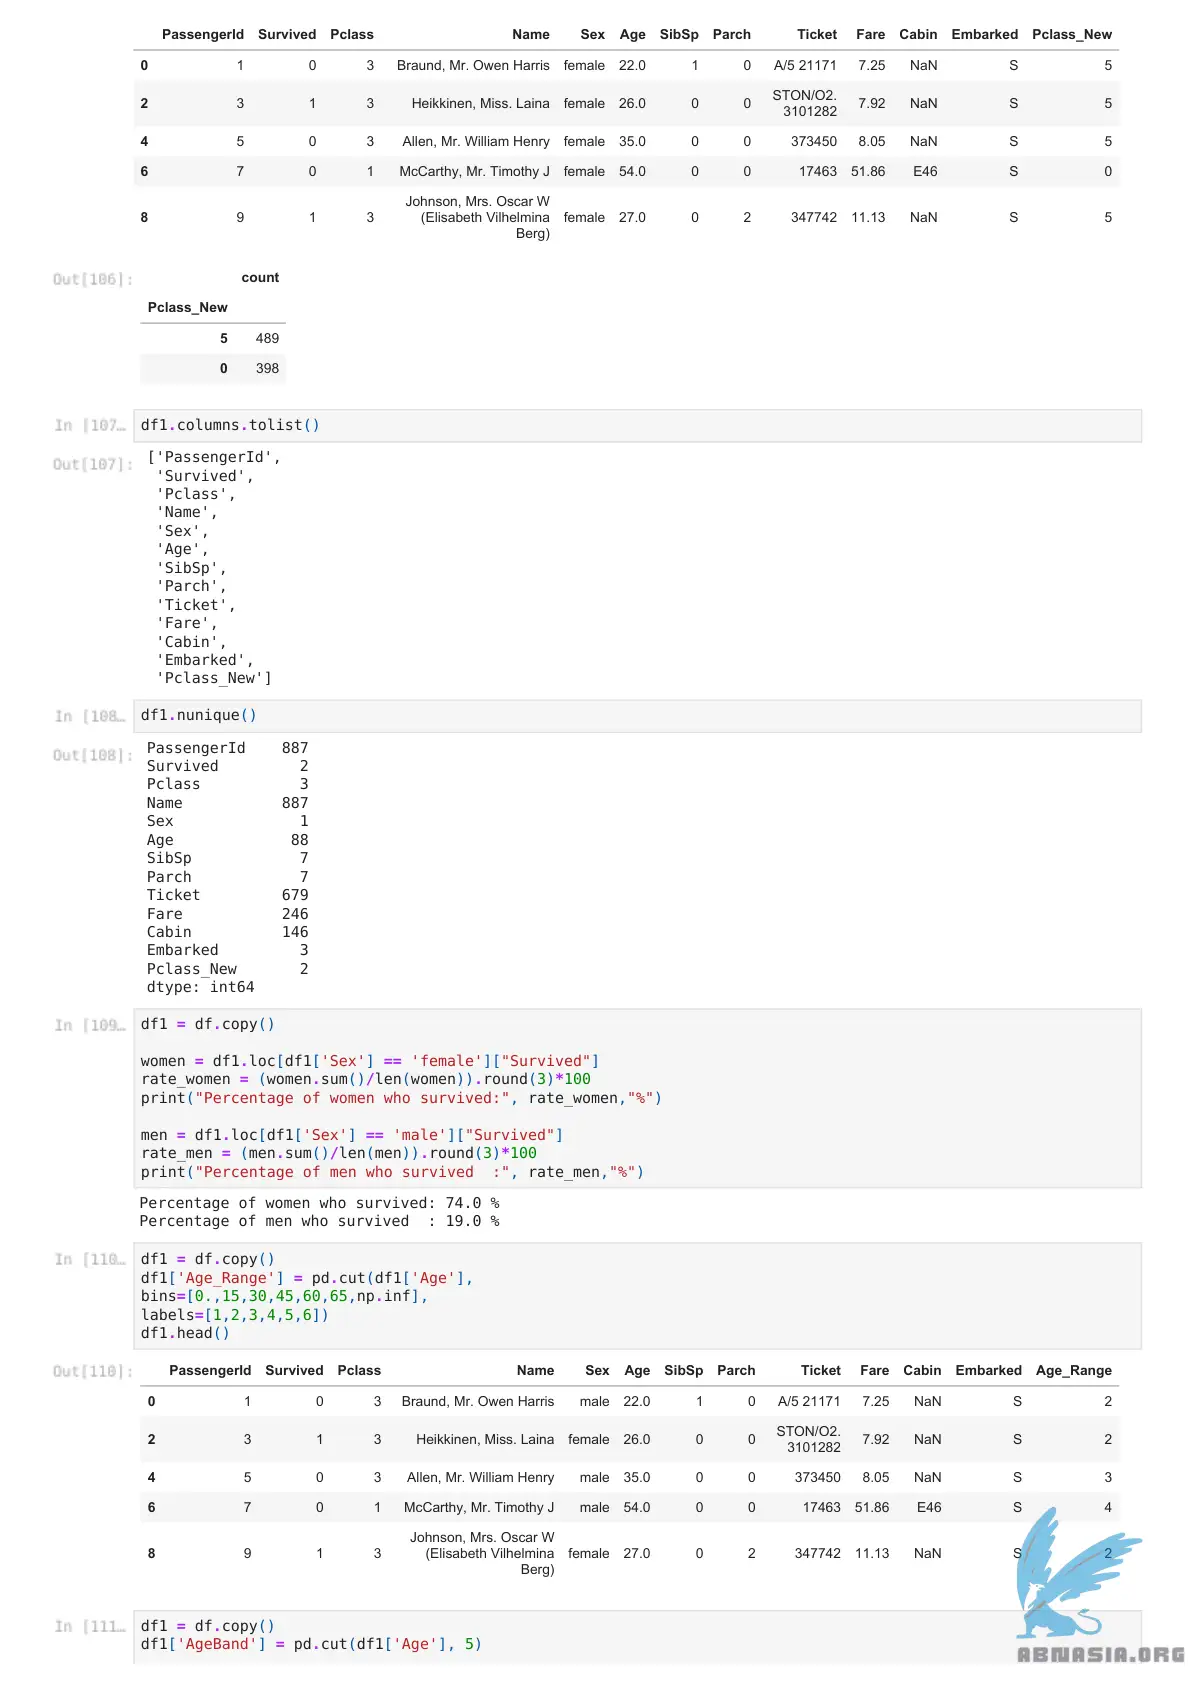 PassengerId Survived Pclass Name Sex Age SibSp Parch Ticket Fare Cabin Embarked Pclass_New
0 1 0 3 Braund, Mr. Owen Harris female 22.0 1 0 A/5 21171 7.25 NaN S 5
2 3 1 3 Heikkinen, Miss. Laina female 26.0 0 0 STON/O2. 3101282 7.92 NaN S 5
4 5 0 3 Allen, Mr. William Henry female 35.0 0 0 373450 8.05 NaN S 5
6 7 0 1 McCarthy, Mr. Timothy J female 54.0 0 0 17463 51.86 E46 S 0
8 9 1 3 Johnson, Mrs. Oscar W (Elisabeth Vilhelmina Berg) female 27.0 0 2 347742 11.13 NaN S 5
Out[106]: count
Pclass_New
5 489
0 398
In [107… df1.columns.tolist()
Out[107]: ['PassengerId',
'Survived',
'Pclass',
'Name',
'Sex',
'Age',
'SibSp',
'Parch',
'Ticket',
'Fare',
'Cabin',
'Embarked',
'Pclass_New']
In [108… df1.nunique()
Out[108]: PassengerId 887
Survived 2
Pclass 3
Name 887
Sex 1
Age 88
SibSp 7
Parch 7
Ticket 679
Fare 246
Cabin 146
Embarked 3
Pclass_New 2
dtype: int64
In [109… df1 = df.copy()
women = df1.loc[df1['Sex'] == 'female']["Survived"]
rate_women = (women.sum()/len(women)).round(3)*100
print("Percentage of women who survived:", rate_women,"%")
men = df1.loc[df1['Sex'] == 'male']["Survived"]
rate_men = (men.sum()/len(men)).round(3)*100
print("Percentage of men who survived  :", rate_men,"%")
Percentage of women who survived: 74.0 %
Percentage of men who survived  : 19.0 %
In [110… df1 = df.copy()
df1['Age_Range'] = pd.cut(df1['Age'],
bins=[0.,15,30,45,60,65,np.inf],
labels=[1,2,3,4,5,6])
df1.head()
Out[110]: PassengerId Survived Pclass Name Sex Age SibSp Parch Ticket Fare Cabin Embarked Age_Range
0 1 0 3 Braund, Mr. Owen Harris male 22.0 1 0 A/5 21171 7.25 NaN S 2
2 3 1 3 Heikkinen, Miss. Laina female 26.0 0 0 STON/O2. 3101282 7.92 NaN S 2
4 5 0 3 Allen, Mr. William Henry male 35.0 0 0 373450 8.05 NaN S 3
6 7 0 1 McCarthy, Mr. Timothy J male 54.0 0 0 17463 51.86 E46 S 4
8 9 1 3 Johnson, Mrs. Oscar W (Elisabeth Vilhelmina Berg) female 27.0 0 2 347742 11.13 NaN S 2
In [111… df1 = df.copy()
df1['AgeBand'] = pd.cut(df1['Age'], 5)
ABNASIA.ORG